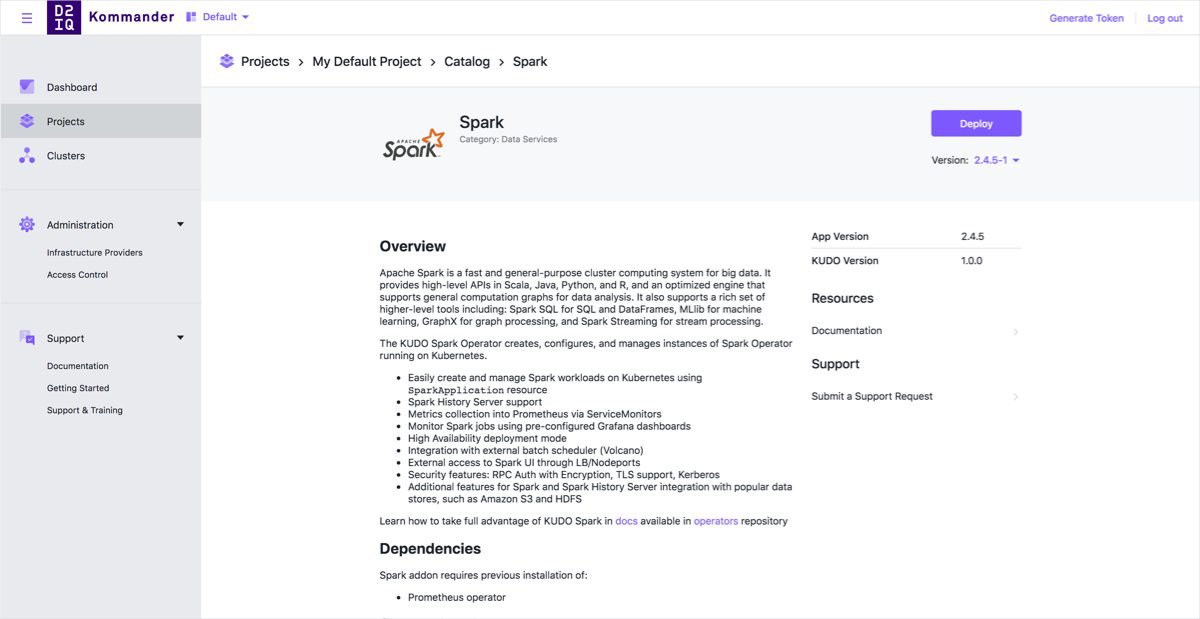 D2 IQ Kommander Default Generate Token Log out
Dashboard
Projects
Clusters
Administration
Infrastructure Providers
Access Control
Support
Documentation
Getting Started
Support & Training
Projects > My Default Project > Catalog > Spark
APACHE Spark
Spark
Category: Data Services
Deploy
Version: 2.4.5-1
Overview
Apache Spark is a fast and general-purpose cluster computing system for big data. It
provides high-level APIs in Scala, Java, Python, and R, and an optimized engine that
supports general computation graphs for data analysis. It also supports a rich set of
higher-level tools including: Spark SQL for SQL and DataFrames, MLlib for machine
learning, GraphX for graph processing, and Spark Streaming for stream processing.
The KUDO Spark Operator creates, configures, and manages instances of Spark Operator
running on Kubernetes.
• Easily create and manage Spark workloads on Kubernetes using
SparkApplication resource
• Spark History Server support
• Metrics collection into Prometheus via ServiceMonitors
• Monitor Spark jobs using pre-configured Grafana dashboards
• High Availability deployment mode
• Integration with external batch scheduler (Volcano)
• External access to Spark UI through LB/Nodeports
• Security features: RPC Auth with Encryption, TLS support, Kerberos
• Additional features for Spark and Spark History Server integration with popular data
stores, such as Amazon S3 and HDFS
Learn how to take full advantage of KUDO Spark in docs available in operators repository
Dependencies
Spark addon requires previous installation of:
• Prometheus operator
App Version 2.4.5
KUDO Version 1.0.0
Resources
Documentation
Support
Submit a Support Request